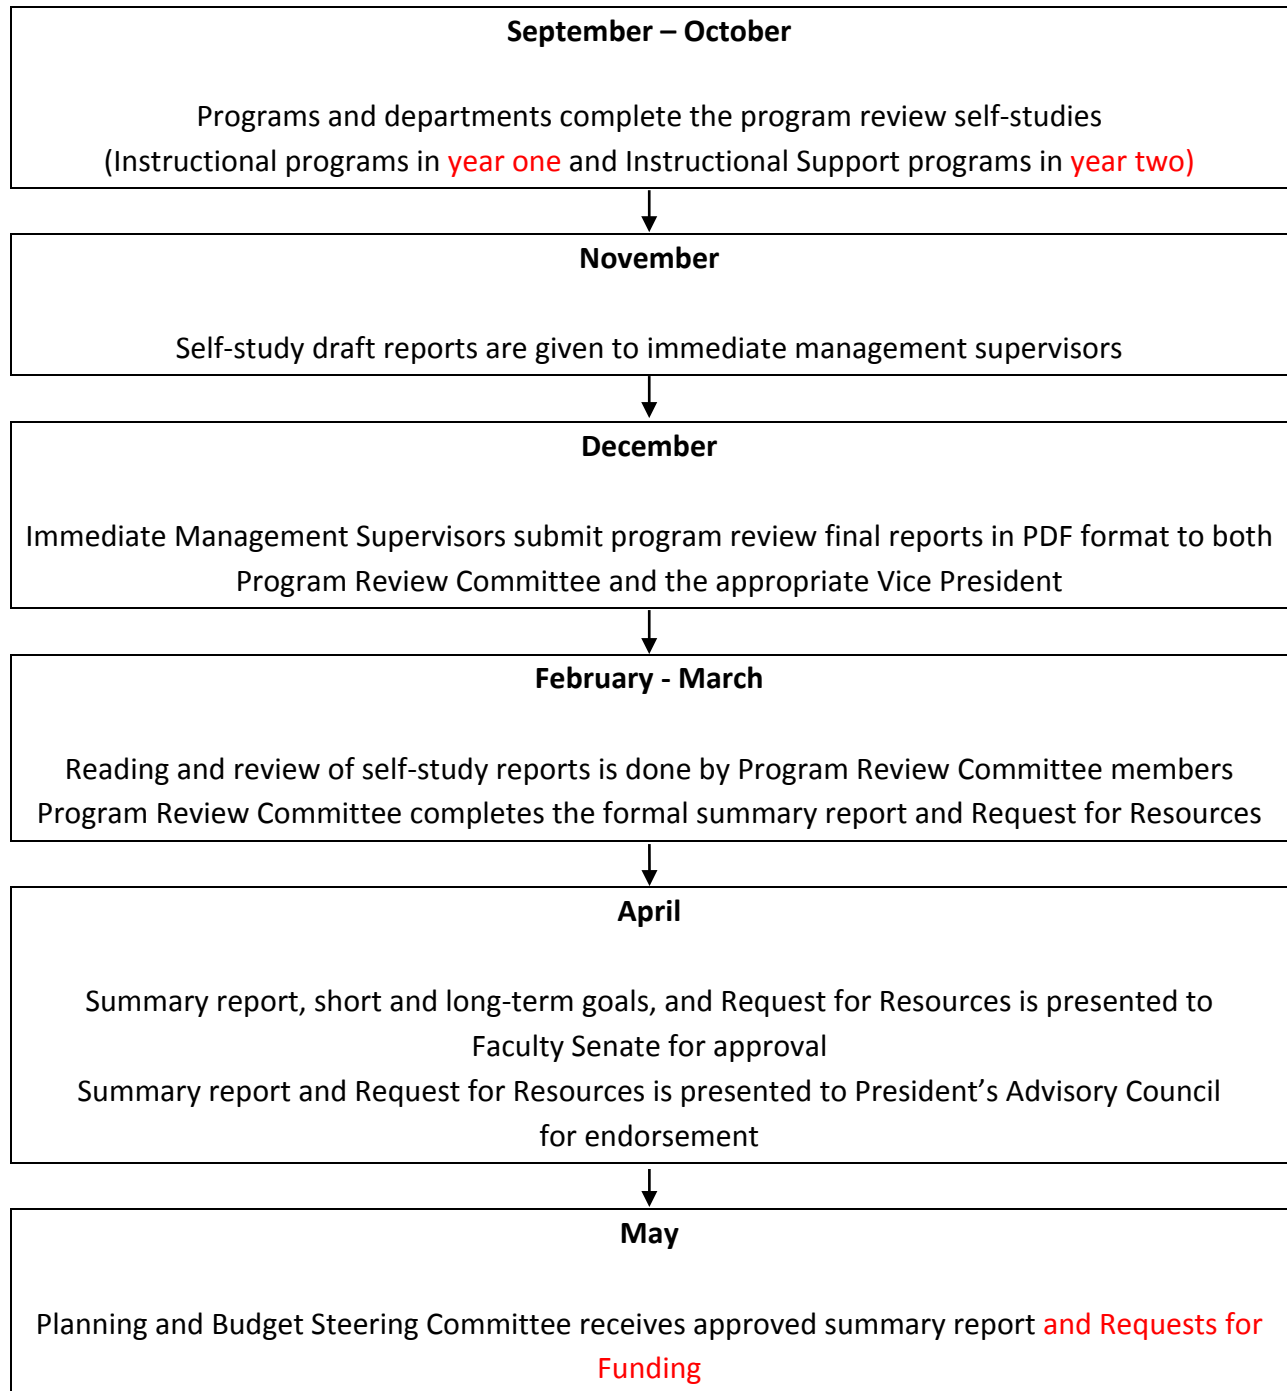 September – October
Programs and departments complete the program review self-studies
(Instructional programs in year one and Instructional Support programs in year two)
November
Self-study draft reports are given to immediate management supervisors
December
Immediate Management Supervisors submit program review final reports in PDF format to both
Program Review Committee and the appropriate Vice President
February - March
Reading and review of self-study reports is done by Program Review Committee members
Program Review Committee completes the formal summary report and Request for Resources
April
Summary report, short and long-term goals, and Request for Resources is presented to
Faculty Senate for approval
Summary report and Request for Resources is presented to President’s Advisory Council
for endorsement
May
Planning and Budget Steering Committee receives approved summary report and Requests for
Funding